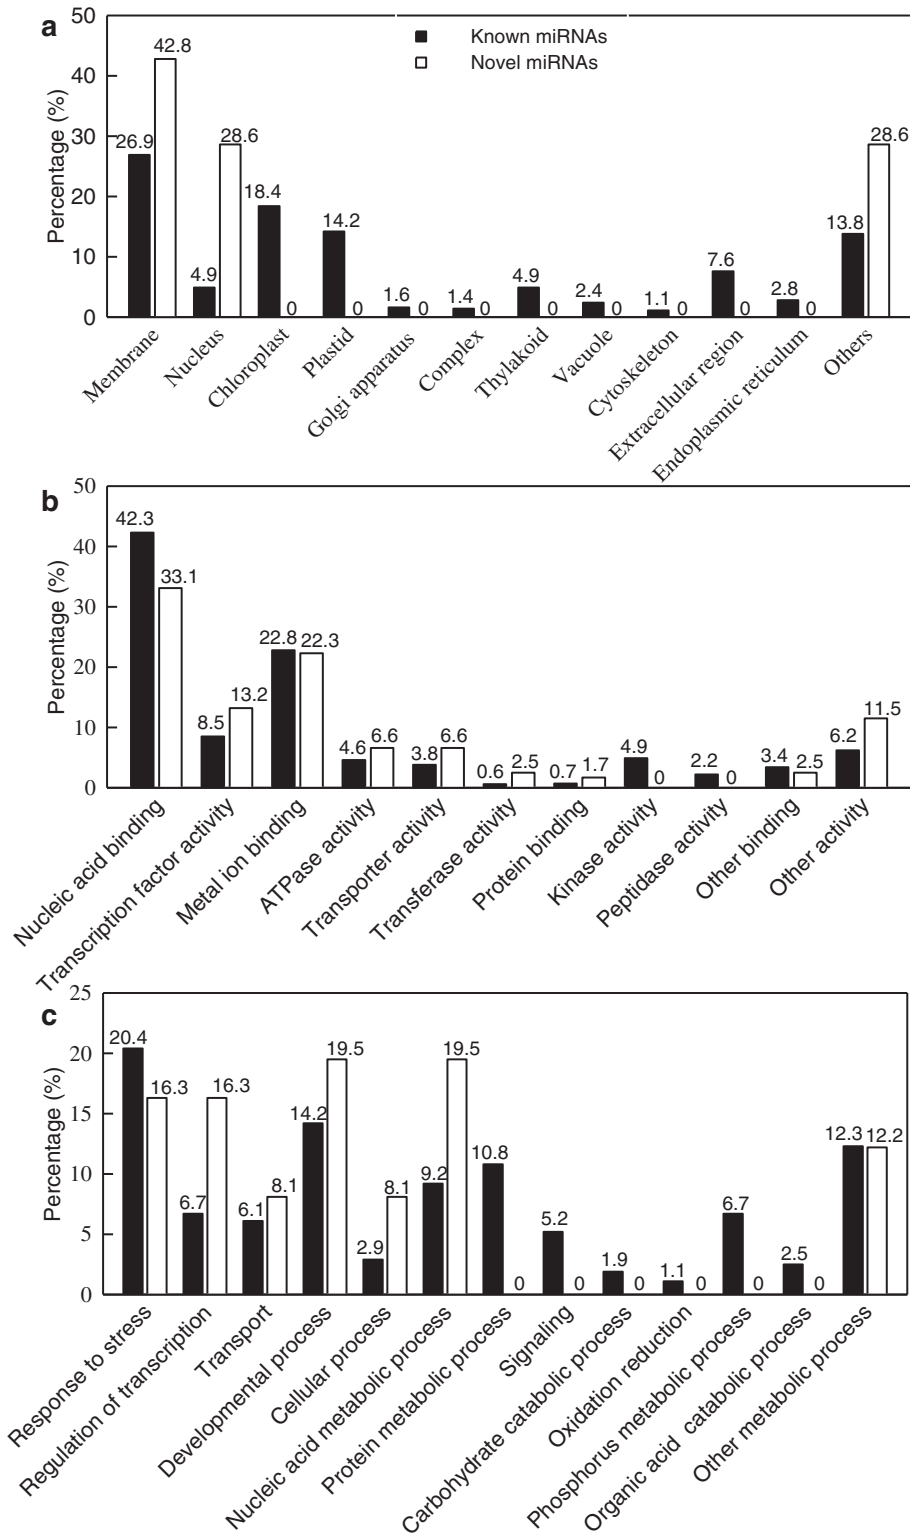 a
Known miRNAs
Novel miRNAs
Percentage (%)
50
40
30
20
10
0
26.9
42.8
4.9
28.6
18.4
0
14.2
0
1.6
0
1.4
0
4.9
0
2.4
0
1.1
0
7.6
0
2.8
0
13.8
28.6
Membrane
Nucleus
Chloroplast
Plastid
Golgi apparatus
Complex
Thylakoid
Vacuole
Cytoskeleton
Extracellular region
Endoplasmic reticulum
Others
b
Percentage (%)
50
40
30
20
10
0
42.3
33.1
8.5
13.2
22.8
22.3
4.6
6.6
3.8
6.6
0.6
2.5
0.7
1.7
4.9
0
2.2
0
3.4
2.5
6.2
11.5
Nucleic acid binding
Transcription factor activity
Metal ion binding
ATPase activity
Transporter activity
Transferase activity
Protein binding
Kinase activity
Peptidase activity
Other binding
Other activity
c
Percentage (%)
25
20
15
10
5
0
20.4
16.3
6.7
16.3
6.1
8.1
14.2
19.5
2.9
8.1
9.2
19.5
10.8
0
5.2
0
1.9
0
1.1
0
6.7
0
2.5
0
12.3
12.2
Response to stress
Regulation of transcription
Transport
Developmental process
Cellular process
Nucleic acid metabolic process
Protein metabolic process
Signaling
Carbohydrate catabolic process
Oxidation reduction
Phosphorus metabolic process
Organic acid catabolic process
Other metabolic process